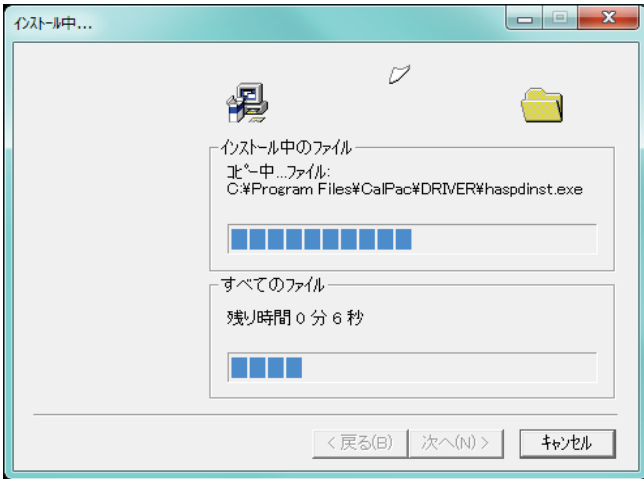 ｲﾝｽﾄｰﾙ中...
ｲﾝｽﾄｰﾙ中のﾌｧｲﾙ
ｺﾋﾟｰ中...ﾌｧｲﾙ:
C:¥Program Files¥CalPac¥DRIVER¥haspdinst.exe
すべてのﾌｧｲﾙ
残り時間 0 分 6 秒
< 戻る(B)
次へ(N) >
ｷｬﾝｾﾙ